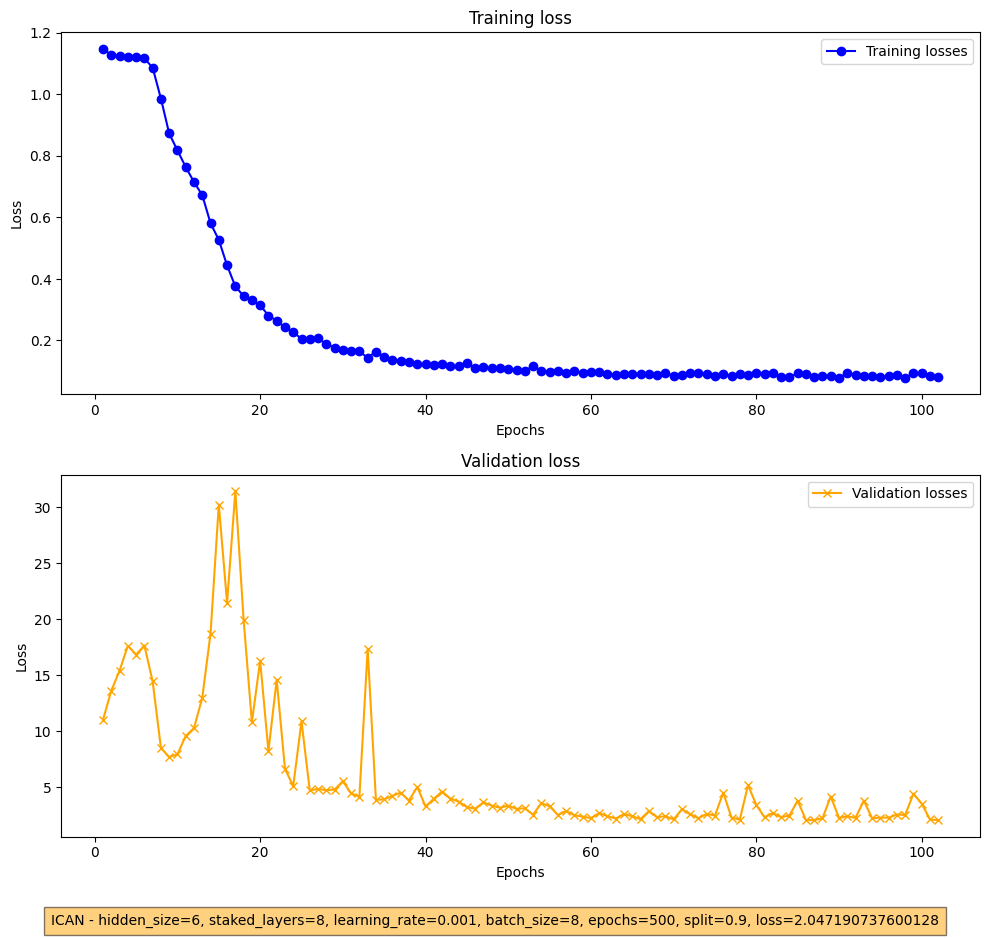 Training loss
Training losses
1.2
1.0
0.8
0.6
0.4
0.2
Loss
0 20 40 60 80 100
Epochs
Validation loss
Validation losses
30
25
20
15
10
5
Loss
0 20 40 60 80 100
Epochs
ICAN - hidden_size=6, staked_layers=8, learning_rate=0.001, batch_size=8, epochs=500, split=0.9, loss=2.047190737600128